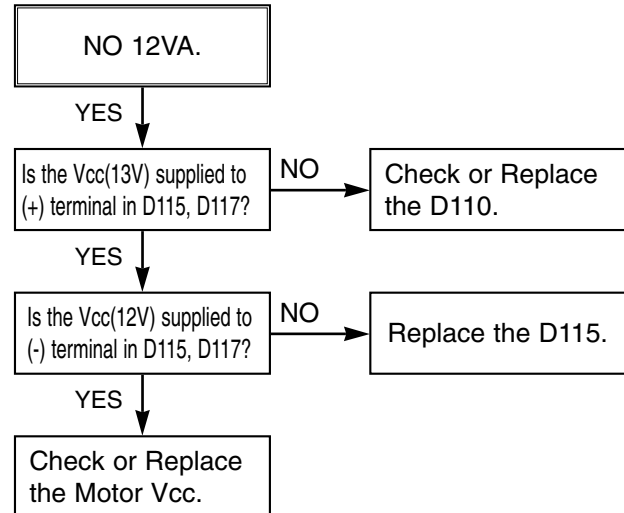 NO 12VA.
YES
Is the Vcc(13V) supplied to
(+) terminal in D115, D117?
NO
Check or Replace
the D110.
YES
Is the Vcc(12V) supplied to
(-) terminal in D115, D117?
NO
Replace the D115.
YES
Check or Replace
the Motor Vcc.